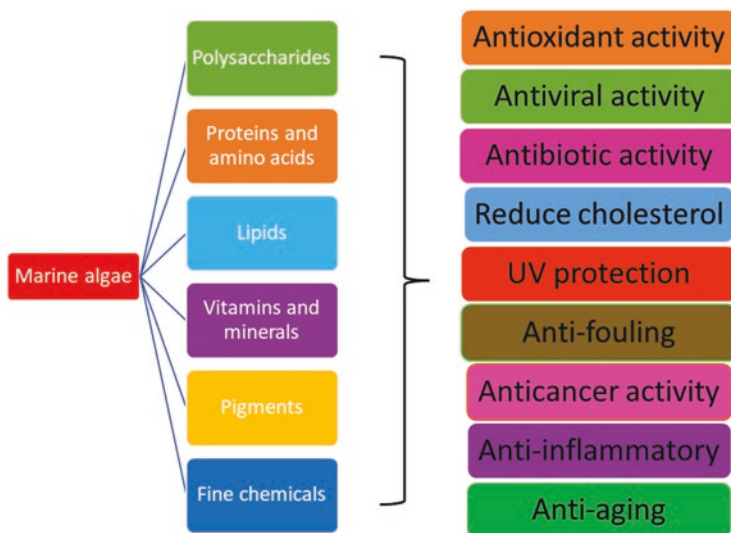 Marine algae
Polysaccharides
Proteins and
amino acids
Lipids
Vitamins and
minerals
Pigments
Fine chemicals
Antioxidant activity
Antiviral activity
Antibiotic activity
Reduce cholesterol
UV protection
Anti-fouling
Anticancer activity
Anti-inflammatory
Anti-aging